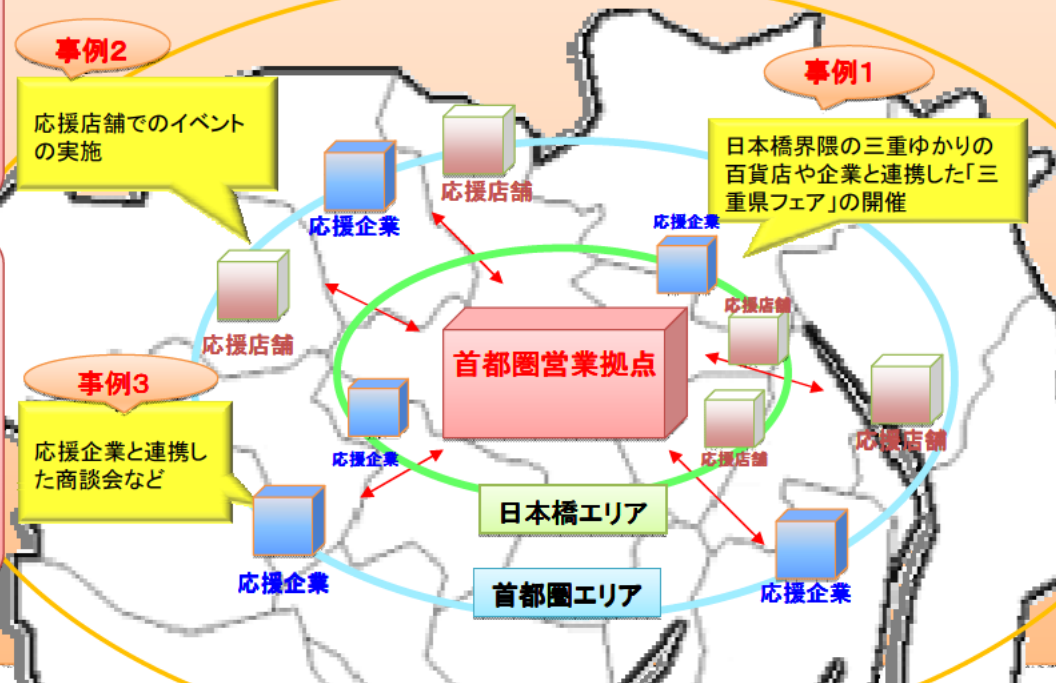 事例2
応援店舗でのイベント
の実施
事例1
日本橋界隈の三重ゆかりの
百貨店や企業と連携した「三
重県フェア」の開催
応援店舗
応援企業
応援企業
応援店舗
応援店舗
首都圏営業拠点
事例3
応援企業と連携し
た商談会など
応援企業
応援店舗
応援店舗
日本橋エリア
応援企業
応援企業
首都圏エリア